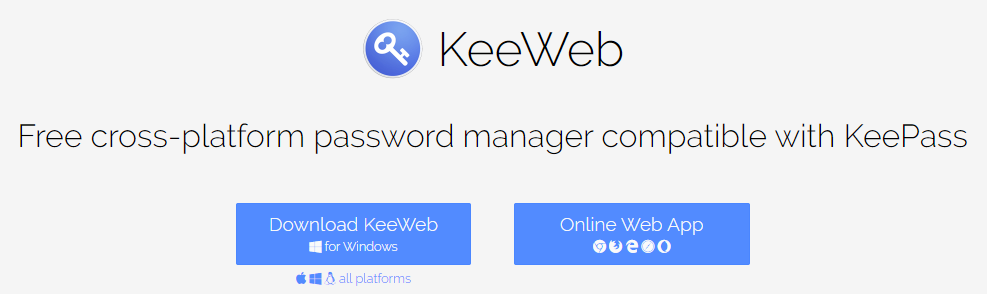 KeeWeb
Free cross-platform password manager compatible with KeePass
Download KeeWeb
for Windows
all platforms
Online Web App